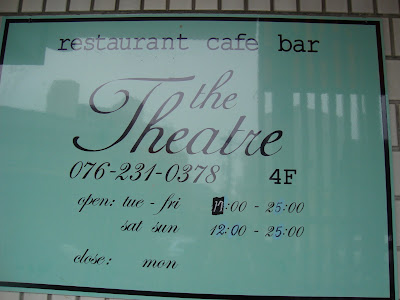 restaurant cafe bar
the
Theatre
076-231-0378 4F
open: tue - fri 17:00 - 25:00
sat sun 12:00 - 25:00
close: mon